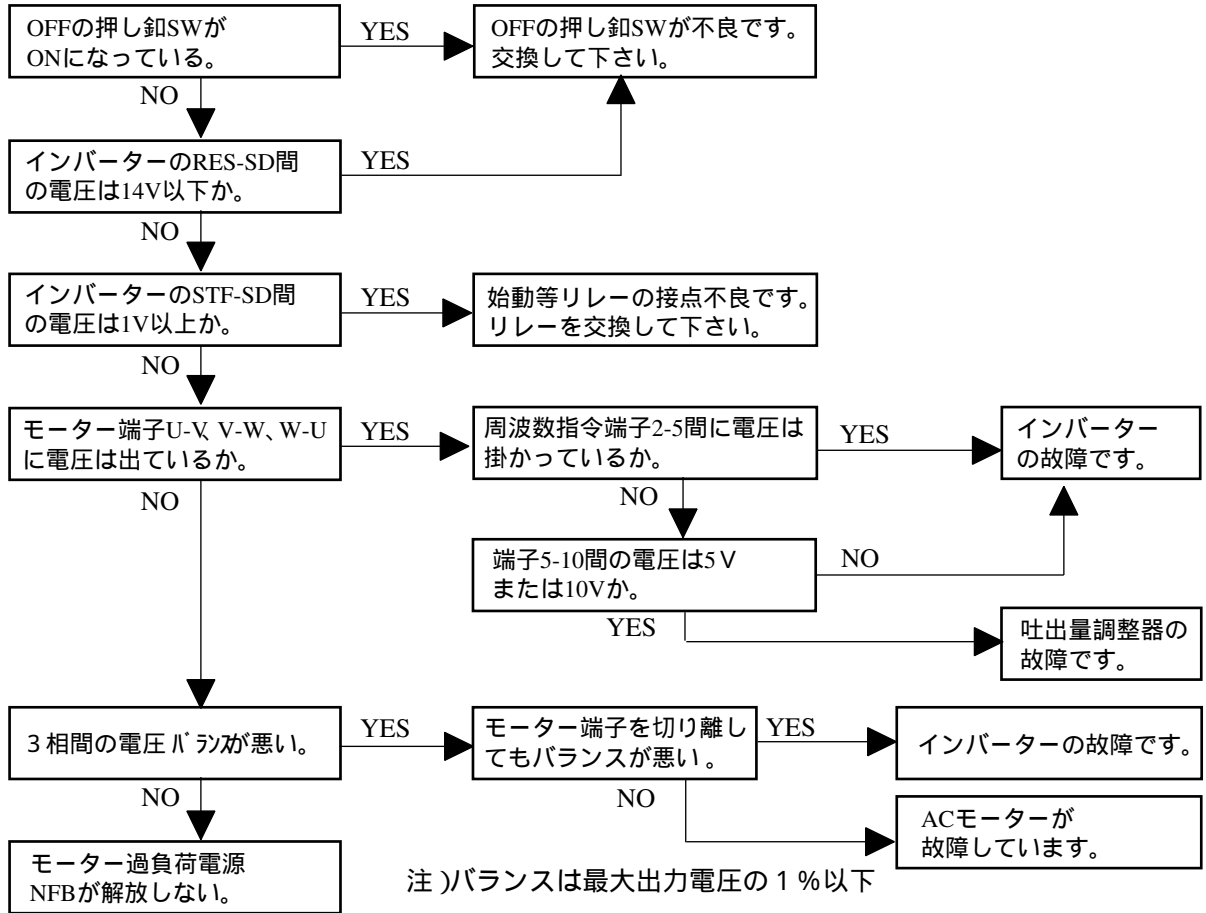 OFFの押し釦SWが
ONになっている。
YES
OFFの押し釦SWが不良です。
交換して下さい。
NO
インバーターのRES-SD間
の電圧は14V以下か。
YES
NO
インバーターのSTF-SD間
の電圧は1V以上か。
YES
始動等リレーの接点不良です。
リレーを交換して下さい。
NO
モーター端子U-V、V-W、W-U
に電圧は出ているか。
YES
周波数指令端子2-5間に電圧は
掛かっているか。
YES
インバーター
の故障です。
NO
NO
端子5-10間の電圧は5V
または10Vか。
NO
YES
吐出量調整器の
故障です。
3相間の電圧バランスが悪い。
YES
モーター端子を切り離し
てもバランスが悪い。
YES
インバーターの故障です。
NO
NO
ACモーターが
故障しています。
モーター過負荷電源
NFBが解放しない。
注)バランスは最大出力電圧の1%以下